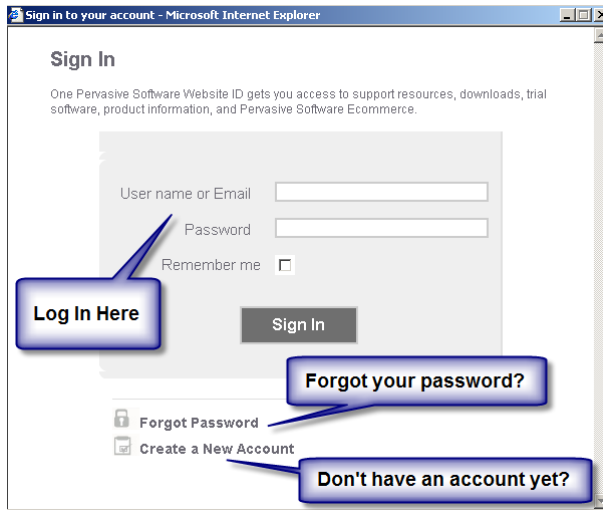 Sign in to your account - Microsoft Internet Explorer
Sign In
One Pervasive Software Website ID gets you access to support resources, downloads, trial
software, product information, and Pervasive Software Ecommerce.
User name or Email
Password
Remember me
Log In Here
Sign In
Forgot your password?
Forgot Password
Create a New Account
Don't have an account yet?